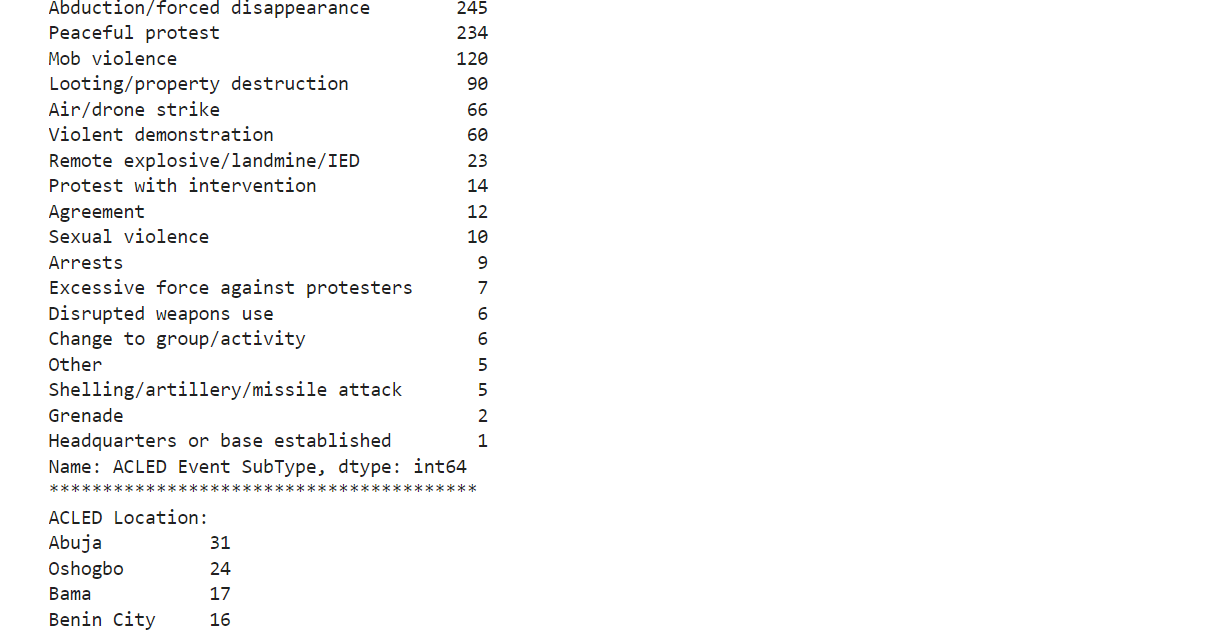 Abduction/forced disappearance 245
Peaceful protest 234
Mob violence 120
Looting/property destruction 90
Air/drone strike 66
Violent demonstration 60
Remote explosive/landmine/IED 23
Protest with intervention 14
Agreement 12
Sexual violence 10
Arrests 9
Excessive force against protesters 7
Disrupted weapons use 6
Change to group/activity 6
Other 5
Shelling/artillery/missile attack 5
Grenade 2
Headquarters or base established 1
Name: ACLED Event SubType, dtype: int64
****************************************
ACLED Location:
Abuja 31
Oshogbo 24
Bama 17
Benin City 16